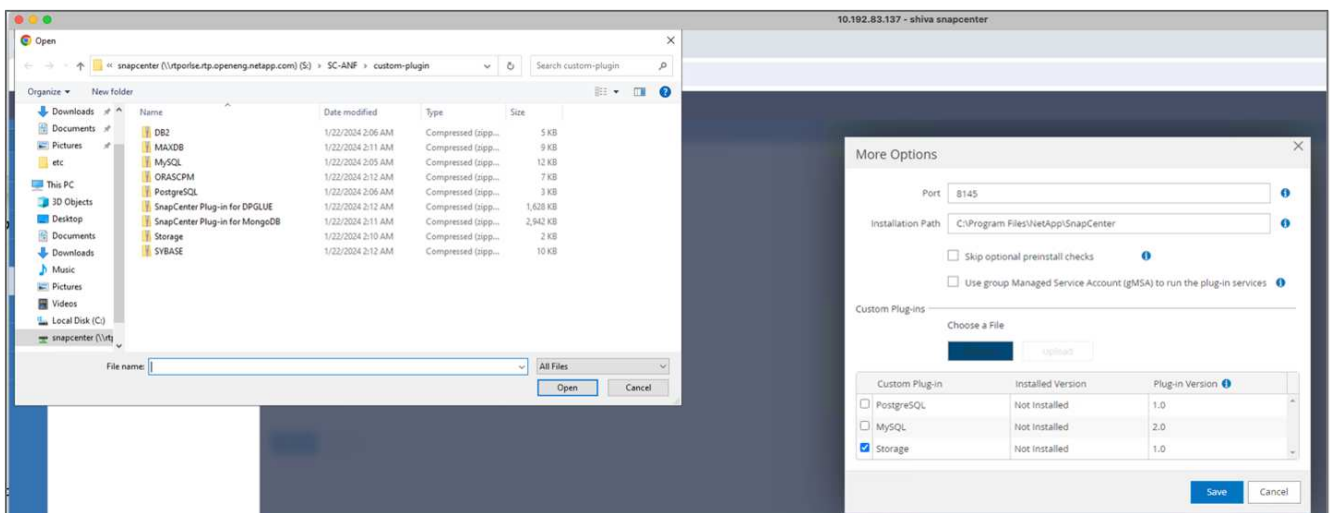 10.192.83.137 - shiva snapcenter
Open
« snapcenter (\\rtporlse.rtp.openeng.netapp.com) (S:) > SC-ANF > custom-plugin
Search custom-plugin
Organize New folder
Name Date modified Type Size
Downloads
Documents
Pictures
etc
This PC
3D Objects
Desktop
Documents
Downloads
Music
Pictures
Videos
Local Disk (C:)
snapcenter (\\rt
DB2 1/22/2024 2:06 AM Compressed (zipp... 5 KB
MAXDB 1/22/2024 2:11 AM Compressed (zipp... 9 KB
MySQL 1/22/2024 2:05 AM Compressed (zipp... 12 KB
ORASCPM 1/22/2024 2:12 AM Compressed (zipp... 7 KB
PostgreSQL 1/22/2024 2:06 AM Compressed (zipp... 3 KB
SnapCenter Plug-in for DPGLUE 1/22/2024 2:12 AM Compressed (zipp... 1,628 KB
SnapCenter Plug-in for MongoDB 1/22/2024 2:11 AM Compressed (zipp... 2,942 KB
Storage 1/22/2024 2:10 AM Compressed (zipp... 2 KB
SYBASE 1/22/2024 2:12 AM Compressed (zipp... 10 KB
File name: All Files
Open Cancel
More Options
Port 8145
Installation Path C:\Program Files\NetApp\SnapCenter
Skip optional preinstall checks
Use group Managed Service Account (gMSA) to run the plug-in services
Custom Plug-ins
Choose a File
Upload
Custom Plug-in Installed Version Plug-in Version
PostgreSQL Not Installed 1.0
MySQL Not Installed 2.0
Storage Not Installed 1.0
Save Cancel